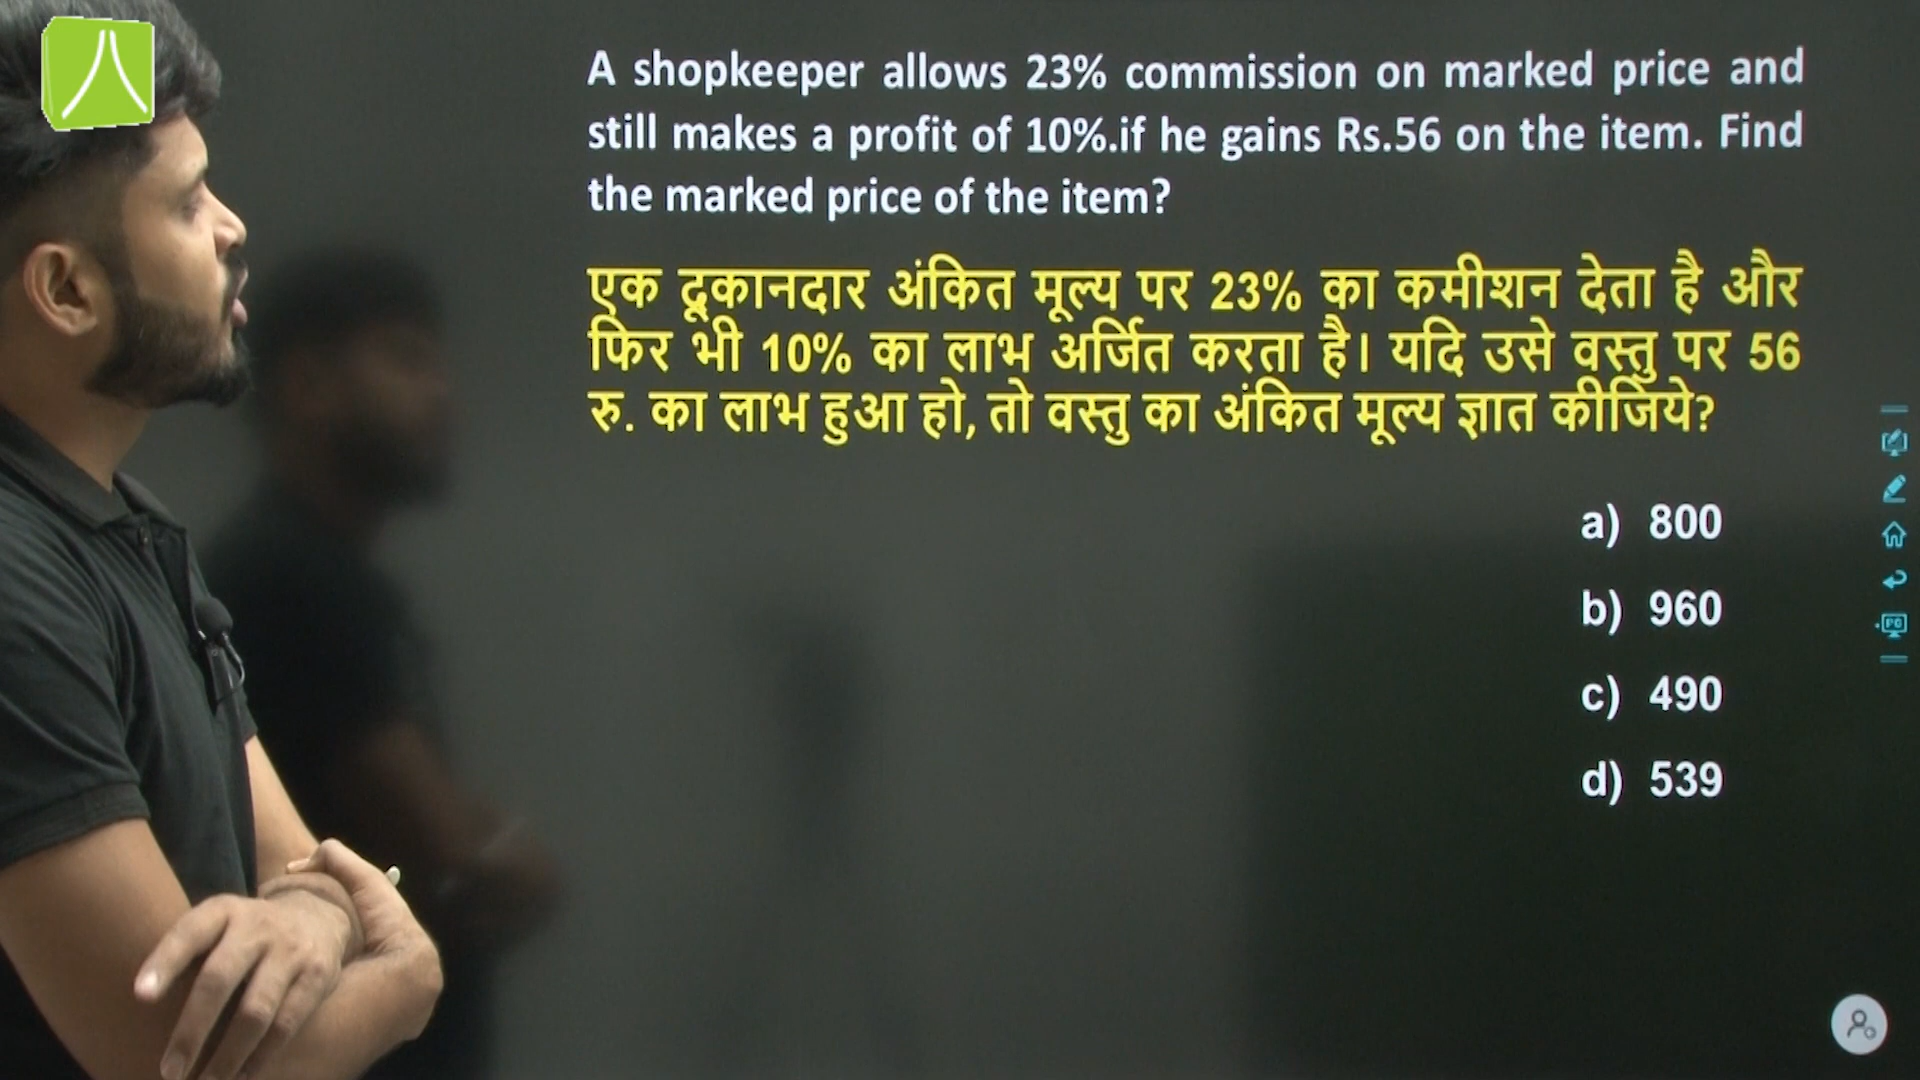 A shopkeeper allows 23% commission on marked price and
still makes a profit of 10%.if he gains Rs.56 on the item. Find
the marked price of the item?
एक दूकानदार अंकित मूल्य पर 23% का कमीशन देता है और
फिर भी 10% का लाभ अर्जित करता है। यदि उसे वस्तु पर 56
रु. का लाभ हुआ हो, तो वस्तु का अंकित मूल्य ज्ञात कीजिये?
a) 800
b) 960
c) 490
d) 539
PC